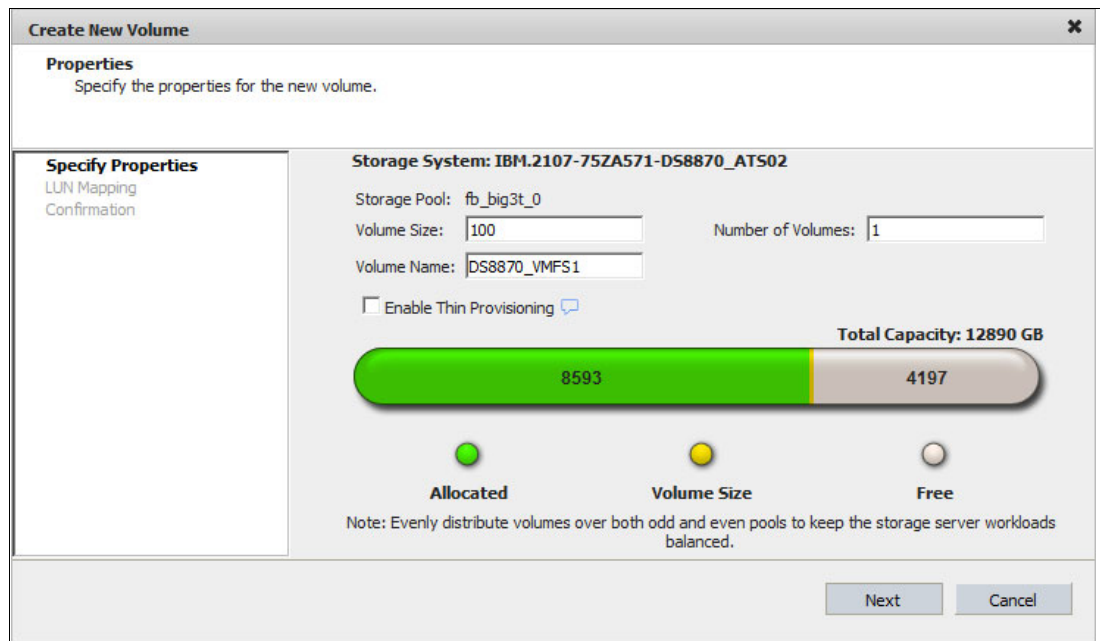 Create New Volume
Properties
Specify the properties for the new volume.
Specify Properties
LUN Mapping
Confirmation
Storage System: IBM.2107-75ZA571-DS8870_ATS02
Storage Pool: fb_big3t_0
Volume Size: 100
Number of Volumes: 1
Volume Name: DS8870_VMFS1
Enable Thin Provisioning
Total Capacity: 12890 GB
8593
4197
Allocated
Volume Size
Free
Note: Evenly distribute volumes over both odd and even pools to keep the storage server workloads
balanced.
Next
Cancel